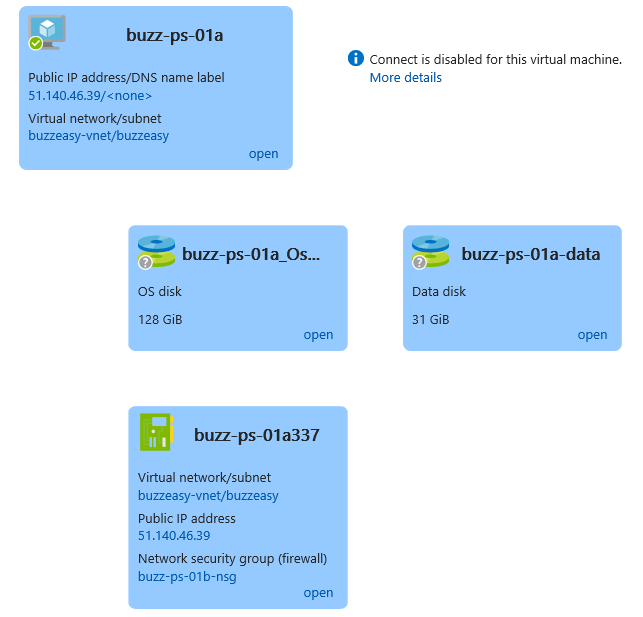 buzz-ps-01a
Public IP address/DNS name label
51.140.46.39/<none>
Virtual network/subnet
buzzeasy-vnet/buzzeasy
open
Connect is disabled for this virtual machine.
More details
buzz-ps-01a_Os...
OS disk
128 GiB
open
buzz-ps-01a-data
Data disk
31 GiB
open
buzz-ps-01a337
Virtual network/subnet
buzzeasy-vnet/buzzeasy
Public IP address
51.140.46.39
Network security group (firewall)
buzz-ps-01b-nsg
open